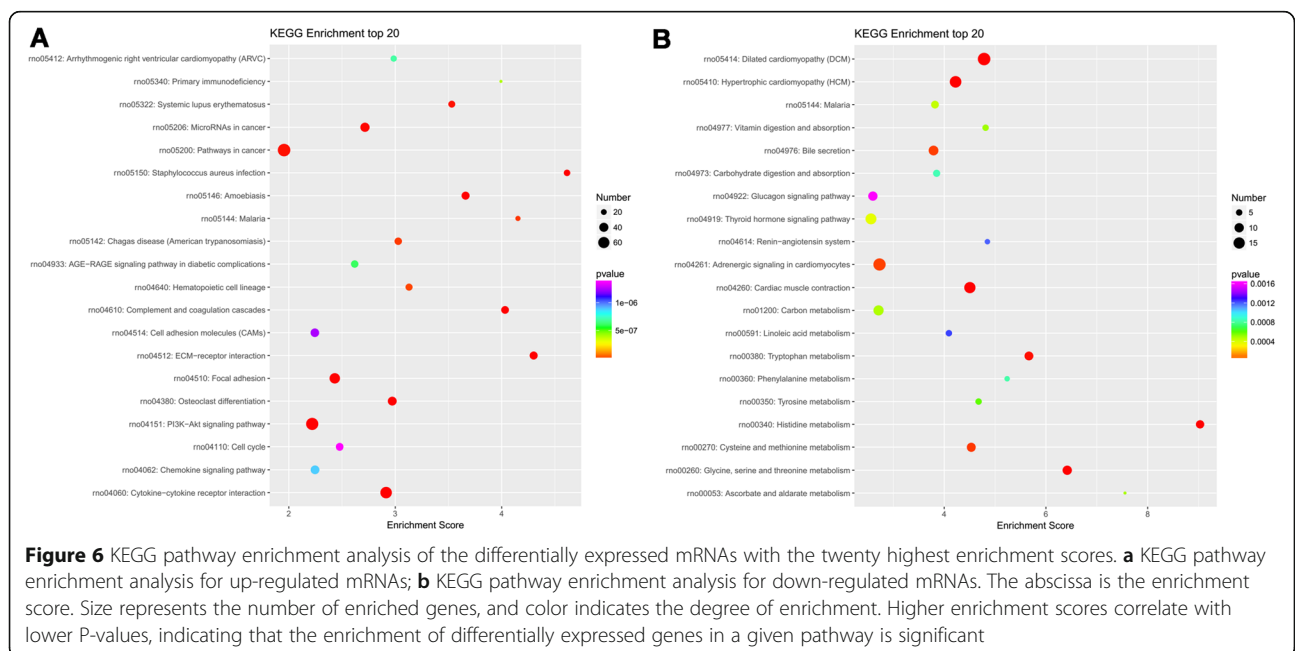 A
KEGG Enrichment top 20
rno05412: Arrhythmogenic right ventricular cardiomyopathy (ARVC)
rno05340: Primary immunodeficiency
rno05322: Systemic lupus erythematosus
rno05206: MicroRNAs in cancer
rno05200: Pathways in cancer
rno05150: Staphylococcus aureus infection
rno05146: Amoebiasis
rno05144: Malaria
rno05142: Chagas disease (American trypanosomiasis)
rno04933: AGE-RAGE signaling pathway in diabetic complications
rno04640: Hematopoietic cell lineage
rno04610: Complement and coagulation cascades
rno04514: Cell adhesion molecules (CAMs)
rno04512: ECM-receptor interaction
rno04510: Focal adhesion
rno04380: Osteoclast differentiation
rno04151: PI3K-Akt signaling pathway
rno04110: Cell cycle
rno04062: Chemokine signaling pathway
rno04060: Cytokine-cytokine receptor interaction
2 3 4
Enrichment Score
Number
20
40
60
pvalue
1e-06
5e-07
B
KEGG Enrichment top 20
rno05414: Dilated cardiomyopathy (DCM)
rno05410: Hypertrophic cardiomyopathy (HCM)
rno05144: Malaria
rno04977: Vitamin digestion and absorption
rno04976: Bile secretion
rno04973: Carbohydrate digestion and absorption
rno04922: Glucagon signaling pathway
rno04919: Thyroid hormone signaling pathway
rno04614: Renin-angiotensin system
rno04261: Adrenergic signaling in cardiomyocytes
rno04260: Cardiac muscle contraction
rno01200: Carbon metabolism
rno00591: Linoleic acid metabolism
rno00380: Tryptophan metabolism
rno00360: Phenylalanine metabolism
rno00350: Tyrosine metabolism
rno00340: Histidine metabolism
rno00270: Cysteine and methionine metabolism
rno00260: Glycine, serine and threonine metabolism
rno00053: Ascorbate and aldarate metabolism
4 6 8
Enrichment Score
Number
5
10
15
pvalue
0.0016
0.0012
0.0008
0.0004
Figure 6 KEGG pathway enrichment analysis of the differentially expressed mRNAs with the twenty highest enrichment scores. a KEGG pathway
enrichment analysis for up-regulated mRNAs; b KEGG pathway enrichment analysis for down-regulated mRNAs. The abscissa is the enrichment
score. Size represents the number of enriched genes, and color indicates the degree of enrichment. Higher enrichment scores correlate with
lower P-values, indicating that the enrichment of differentially expressed genes in a given pathway is significant